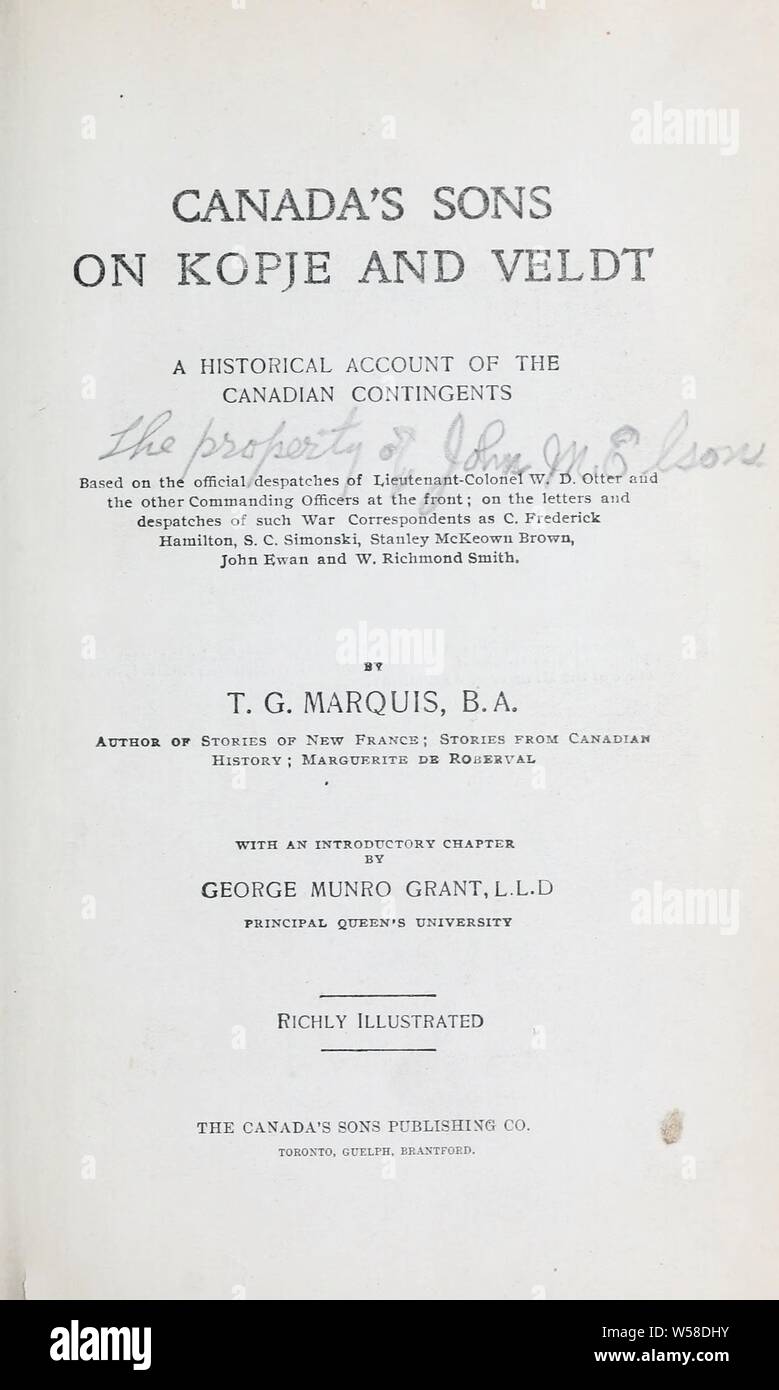 CANADA'S SONS
ON KOPJE AND VELDT
A HISTORICAL ACCOUNT OF THE
CANADIAN CONTINGENTS
The property of John M. Elson.
Based on the official despatches of Lieutenant-Colonel W. D. Otter and
the other Commanding Officers at the front; on the letters and
despatches of such War Correspondents as C. Frederick
Hamilton, S. C. Simonski, Stanley McKeown Brown,
John Ewan and W. Richmond Smith.
BY
T. G. MARQUIS, B.A.
AUTHOR OF STORIES OF NEW FRANCE; STORIES FROM CANADIAN
HISTORY; MARGUERITE DE ROBERVAL
WITH AN INTRODUCTORY CHAPTER
BY
GEORGE MUNRO GRANT, L.L.D
PRINCIPAL QUEEN'S UNIVERSITY
RICHLY ILLUSTRATED
THE CANADA'S SONS PUBLISHING CO.
TORONTO, GUELPH, BRANTFORD.
a
a
alamy
a
a
a
alamy
a
a
alamy
a
a
a
a
alamy
Image ID: W58DHY
www.alamy.com